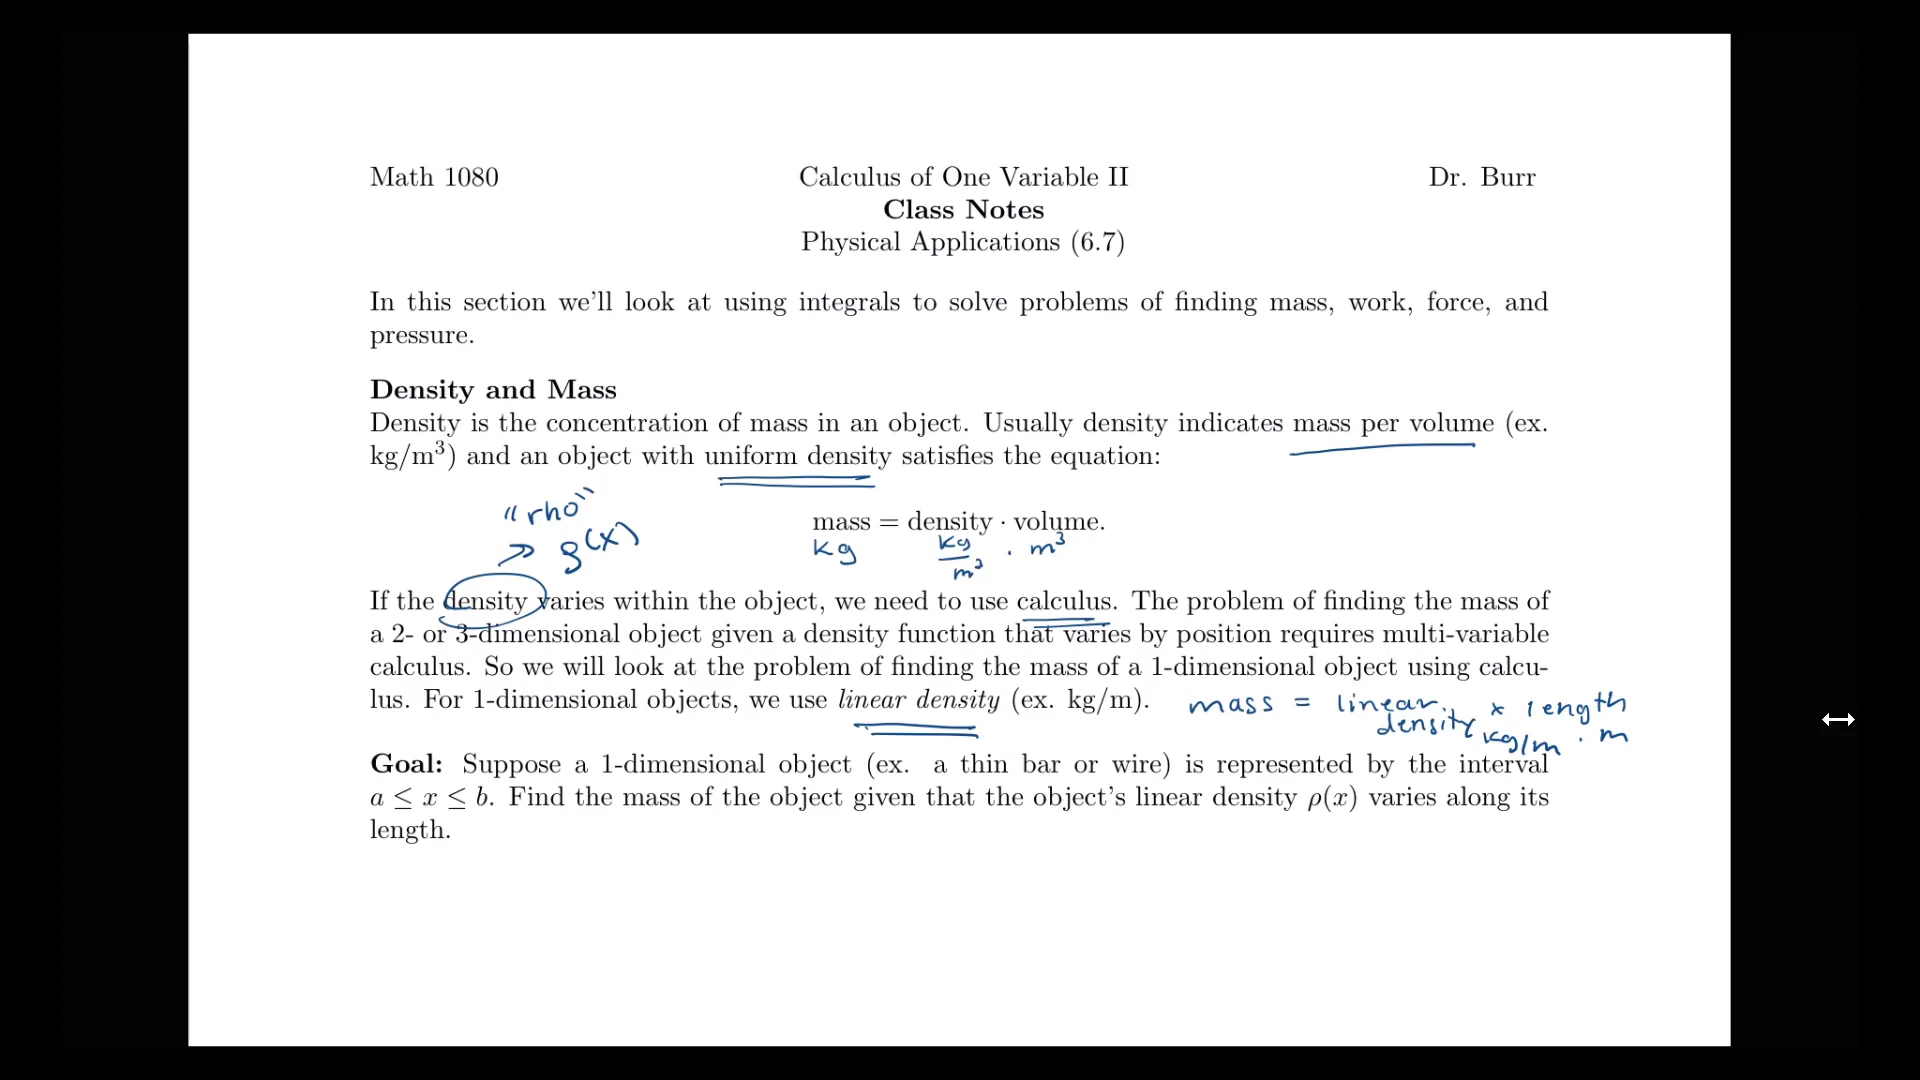 Math 1080 Calculus of One Variable II Dr. Burr
Class Notes
Physical Applications (6.7)
In this section we'll look at using integrals to solve problems of finding mass, work, force, and
pressure.
Density and Mass
Density is the concentration of mass in an object. Usually density indicates mass per volume (ex.
kg/m³) and an object with uniform density satisfies the equation:
"rho"
mass = density · volume.
ρ(x) kg kg/m³ · m³
If the density varies within the object, we need to use calculus. The problem of finding the mass of
a 2- or 3-dimensional object given a density function that varies by position requires multi-variable
calculus. So we will look at the problem of finding the mass of a 1-dimensional object using calcu-
lus. For 1-dimensional objects, we use linear density (ex. kg/m). mass = linear density × length
kg/m · m
Goal: Suppose a 1-dimensional object (ex. a thin bar or wire) is represented by the interval
a ≤ x ≤ b. Find the mass of the object given that the object's linear density ρ(x) varies along its
length.